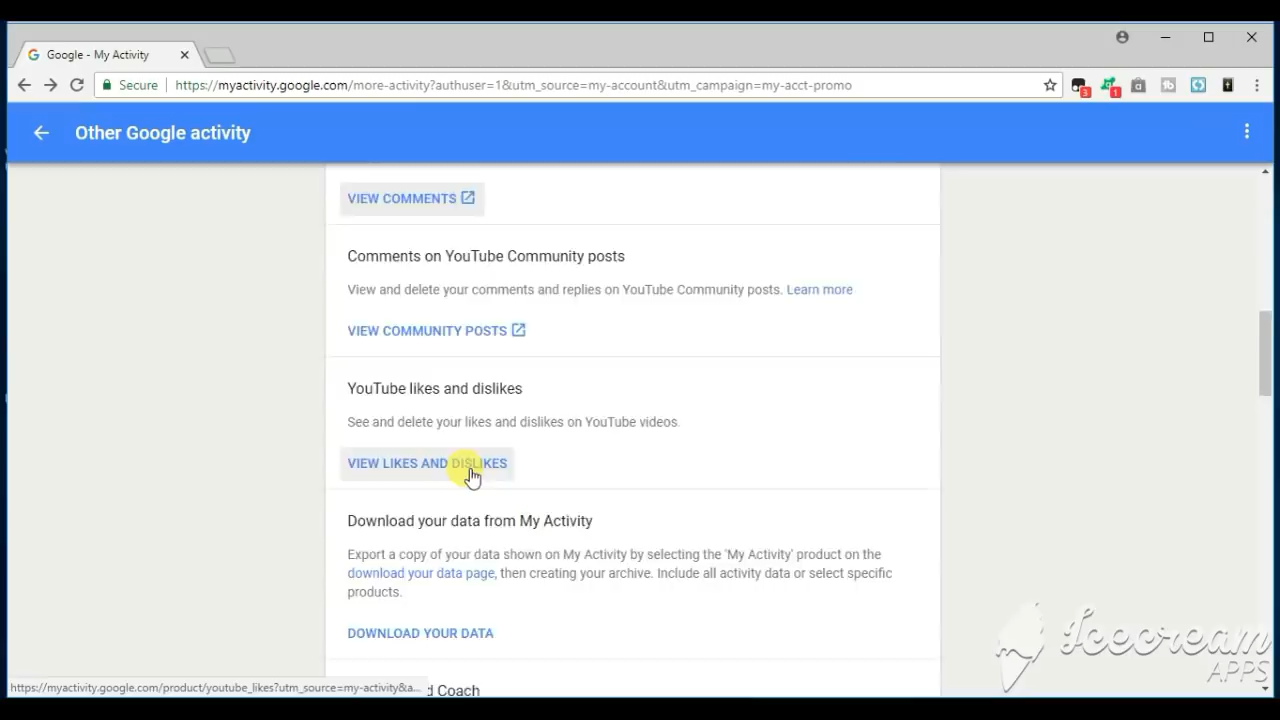 Google - My Activity
Secure
https://myactivity.google.com/more-activity?authuser=1&utm_source=my-account&utm_campaign=my-acct-promo
3
1
a
Other Google activity
VIEW COMMENTS
Comments on YouTube Community posts
View and delete your comments and replies on YouTube Community posts. Learn more
VIEW COMMUNITY POSTS
YouTube likes and dislikes
See and delete your likes and dislikes on YouTube videos.
VIEW LIKES AND DISLIKES
Download your data from My Activity
Export a copy of your data shown on My Activity by selecting the 'My Activity' product on the
download your data page, then creating your archive. Include all activity data or select specific
products.
DOWNLOAD YOUR DATA
Icecream
APPS
https://myactivity.google.com/product/youtube_likes?utm_source=my-activity&a...
d Coach